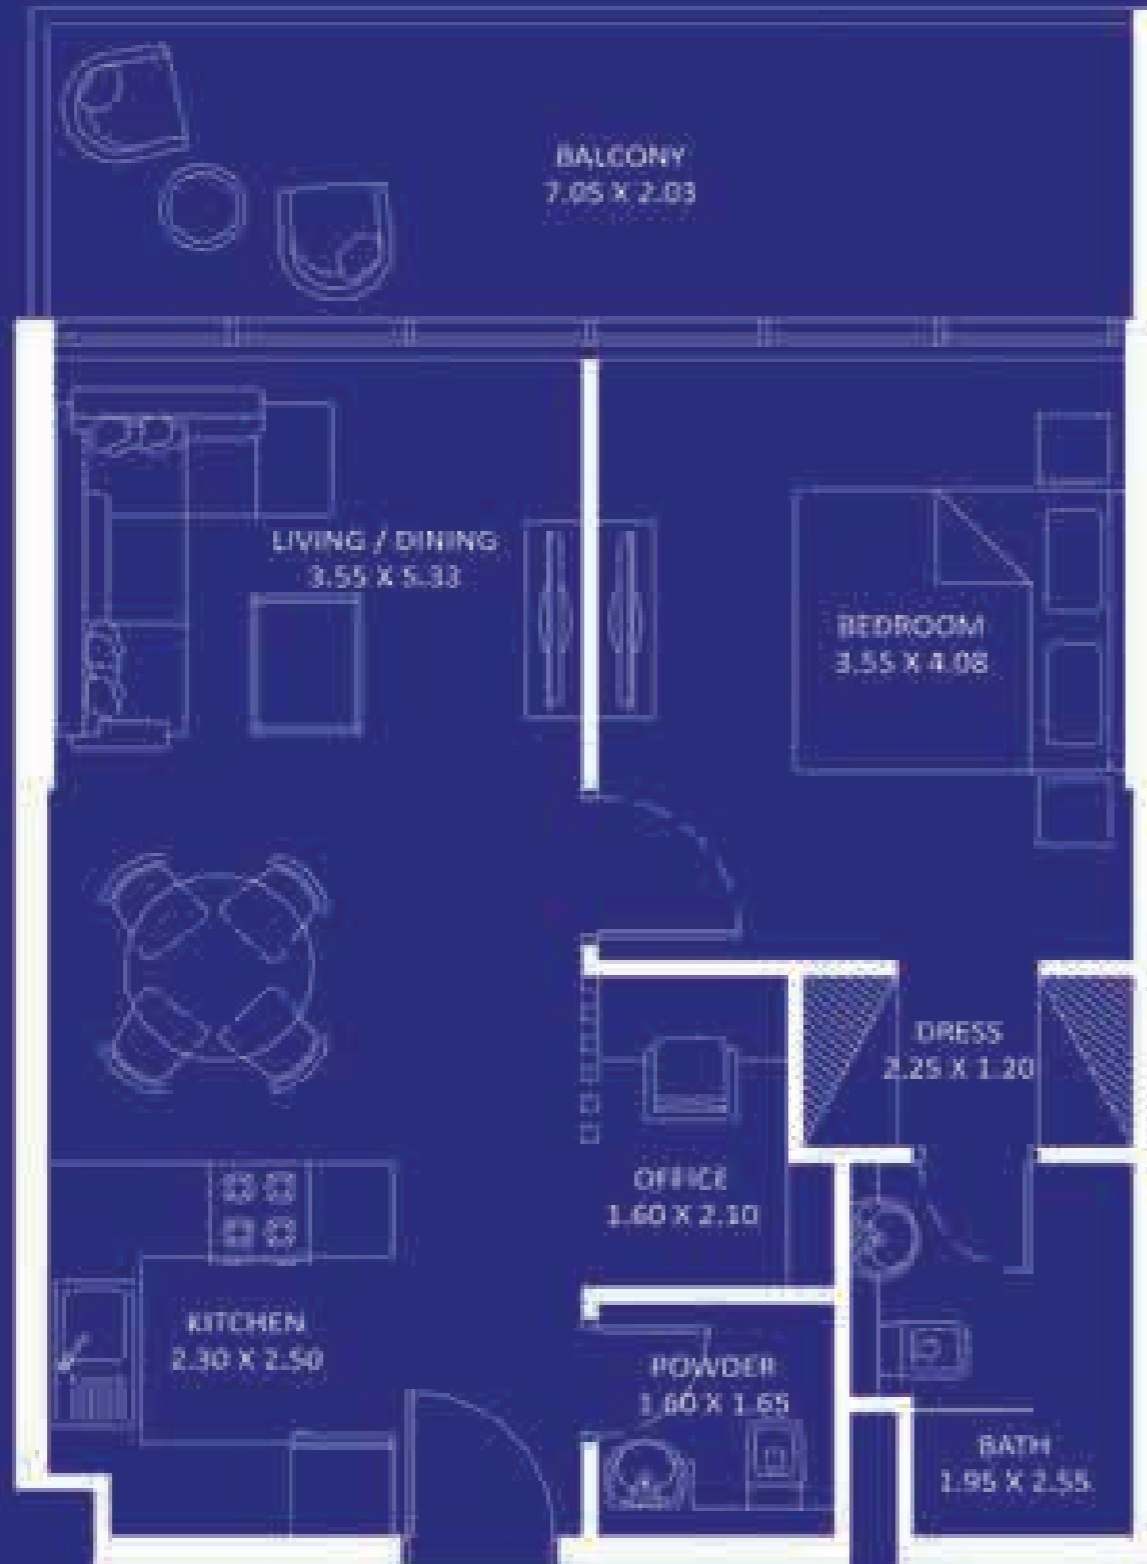 BALCONY
7.05 X 2.03
LIVING / DINING
3.55 X 5.33
BEDROOM
3.55 X 4.08
DRESS
2.25 X 1.20
OFFICE
1.60 X 2.10
KITCHEN
2.30 X 2.50
POWDER
1.60 X 1.65
BATH
1.95 X 2.55